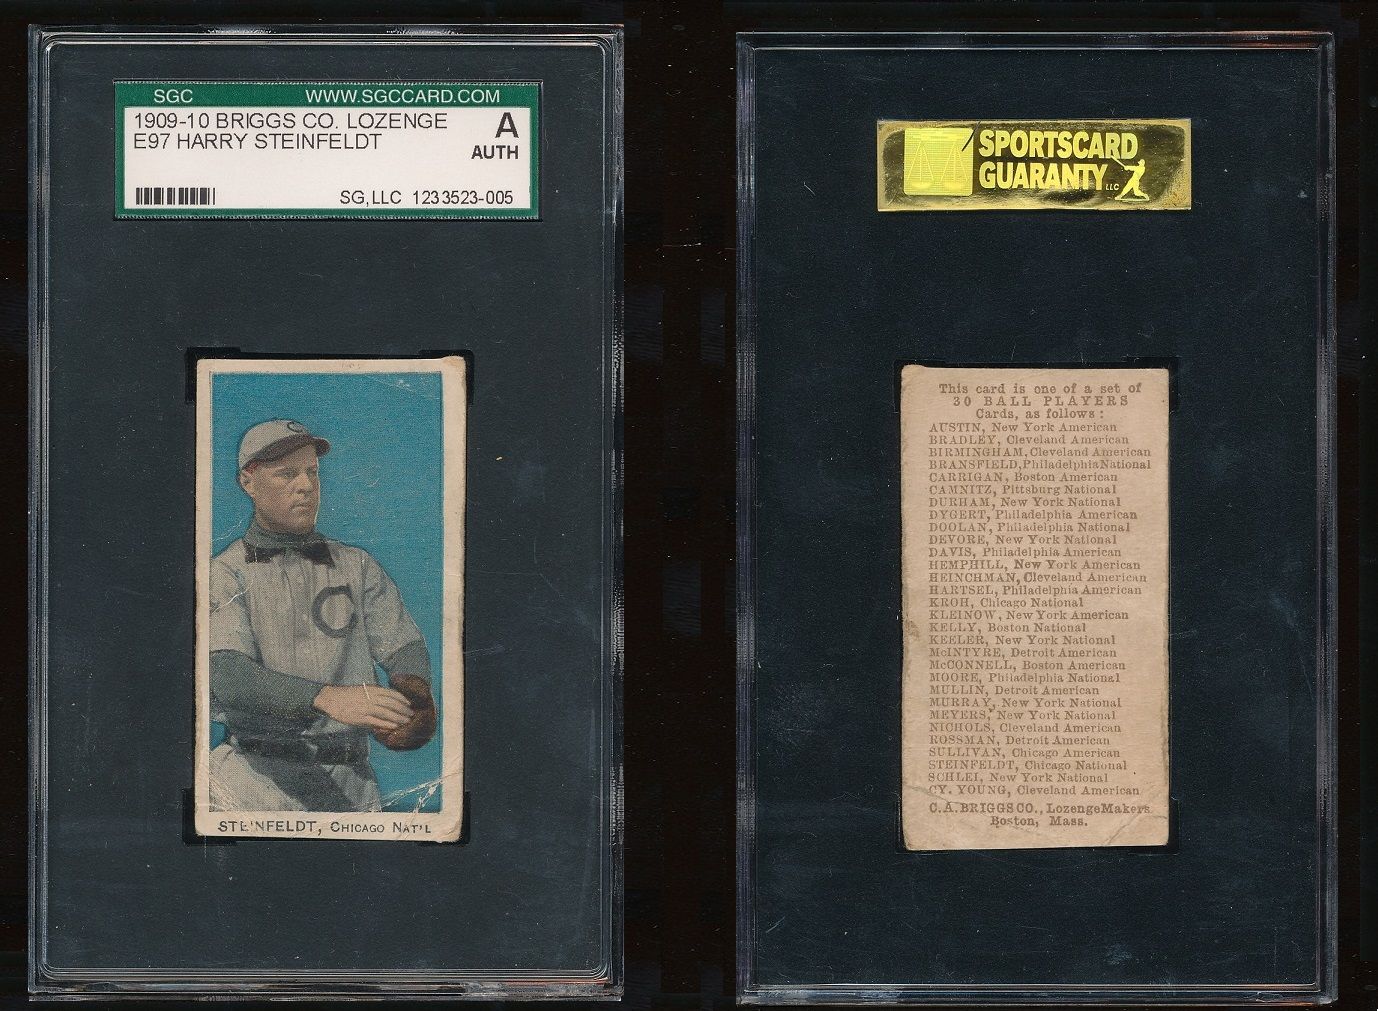 SGC WWW.SGCCARD.COM
1909-10 BRIGGS CO. LOZENGE
E97 HARRY STEINFELDT
A
AUTH
SG,LLC 1233523-005
C
C
STEINFELDT, CHICAGO NAT'L
SPORTSCARD
GUARANTY LLC
This card is one of a set of
30 BALL PLAYERS
Cards, as follows :
AUSTIN, New York American
BRADLEY, Cleveland American
BIRMINGHAM, Cleveland American
BRANSFIELD, Philadelphia National
CARRIGAN, Boston American
CAMNITZ, Pittsburg National
DURHAM, New York National
DYGERT, Philadelphia American
DOOLAN, Philadelphia National
DEVORE, New York National
DAVIS, Philadelphia American
HEMPHILL, New York American
HEINCHMAN, Cleveland American
HARTSEL, Philadelphia American
KROH, Chicago National
KLEINOW, New York American
KELLY, Boston National
KEELER, New York National
McINTYRE, Detroit American
McCONNELL, Boston American
MOORE, Philadelphia National
MULLIN, Detroit American
MURRAY, New York National
MEYERS, New York National
NICHOLS, Cleveland American
ROSSMAN, Detroit American
SULLIVAN, Chicago American
STEINFELDT, Chicago National
SCHLEI, New York National
CY. YOUNG, Cleveland American
C. A. BRIGGS CO., Lozenge Makers
Boston, Mass.